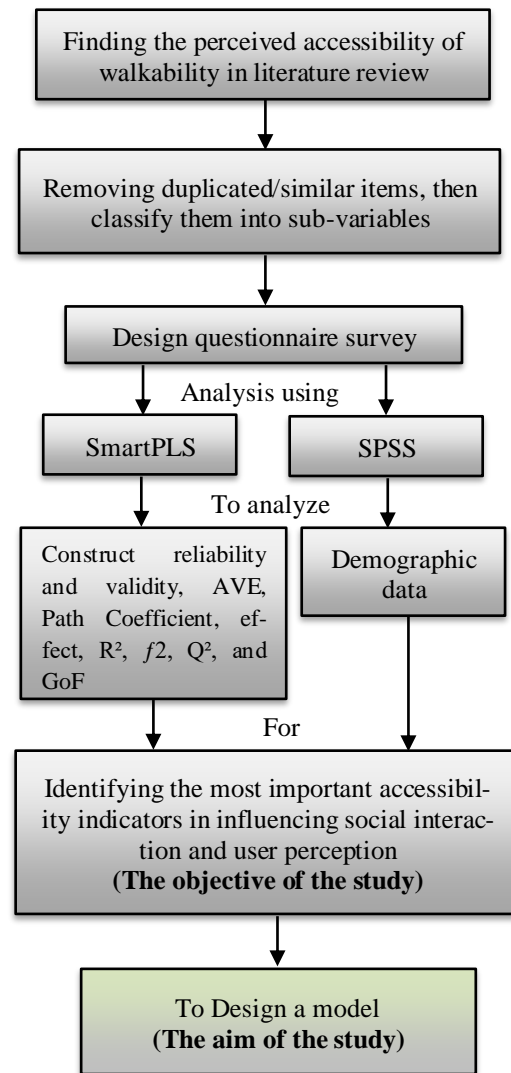 Finding the perceived accessibility of
walkability in literature review
Removing duplicated/similar items, then
classify them into sub-variables
Design questionnaire survey
Analysis using
SmartPLS
SPSS
To analyze
Construct reliability
and validity, AVE,
Path Coefficient, ef-
fect, R², ƒ2, Q², and
GoF
Demographic
data
For
Identifying the most important accessibil-
ity indicators in influencing social interac-
tion and user perception
(The objective of the study)
To Design a model
(The aim of the study)